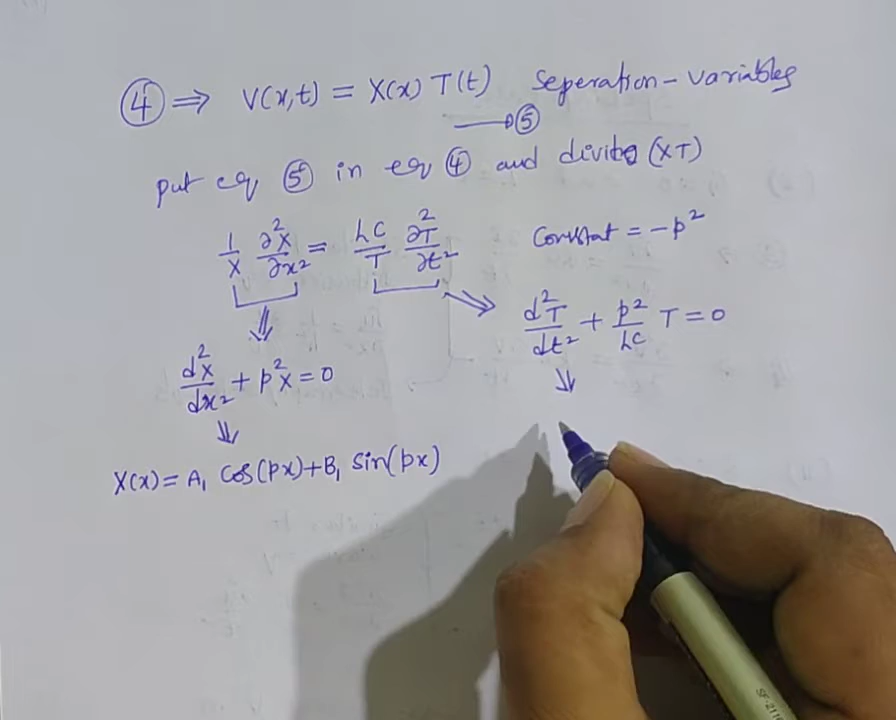 ④ ⇒ V(x,t) = X(x) T(t) Seperation - variables
→ ⑤
put eq ⑤ in eq ④ and divide (XT)
1/X ∂²X/∂x² = LC/T ∂²T/∂t² Constat = -p²
d²T/dt² + p²/LC T = 0
d²X/dx² + p²X = 0
X(x) = A₁ cos(px) + B₁ sin(px)